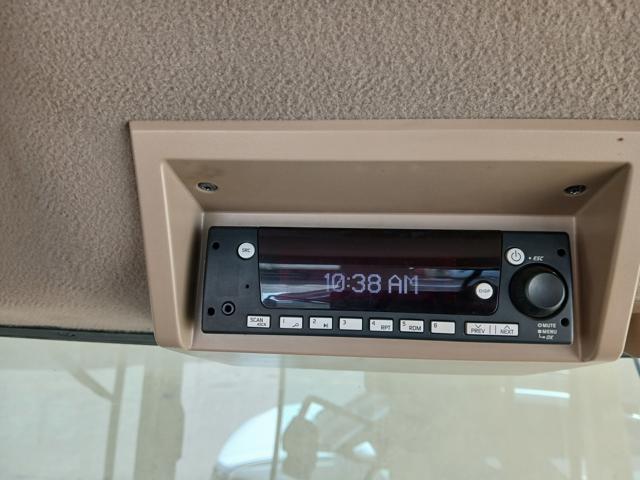 SRC
+ ESC
10:38 AM
DISP
SCAN
1
2
3
4 RPT
5 RDM
6
PREV
NEXT
MUTE
MENU
OK